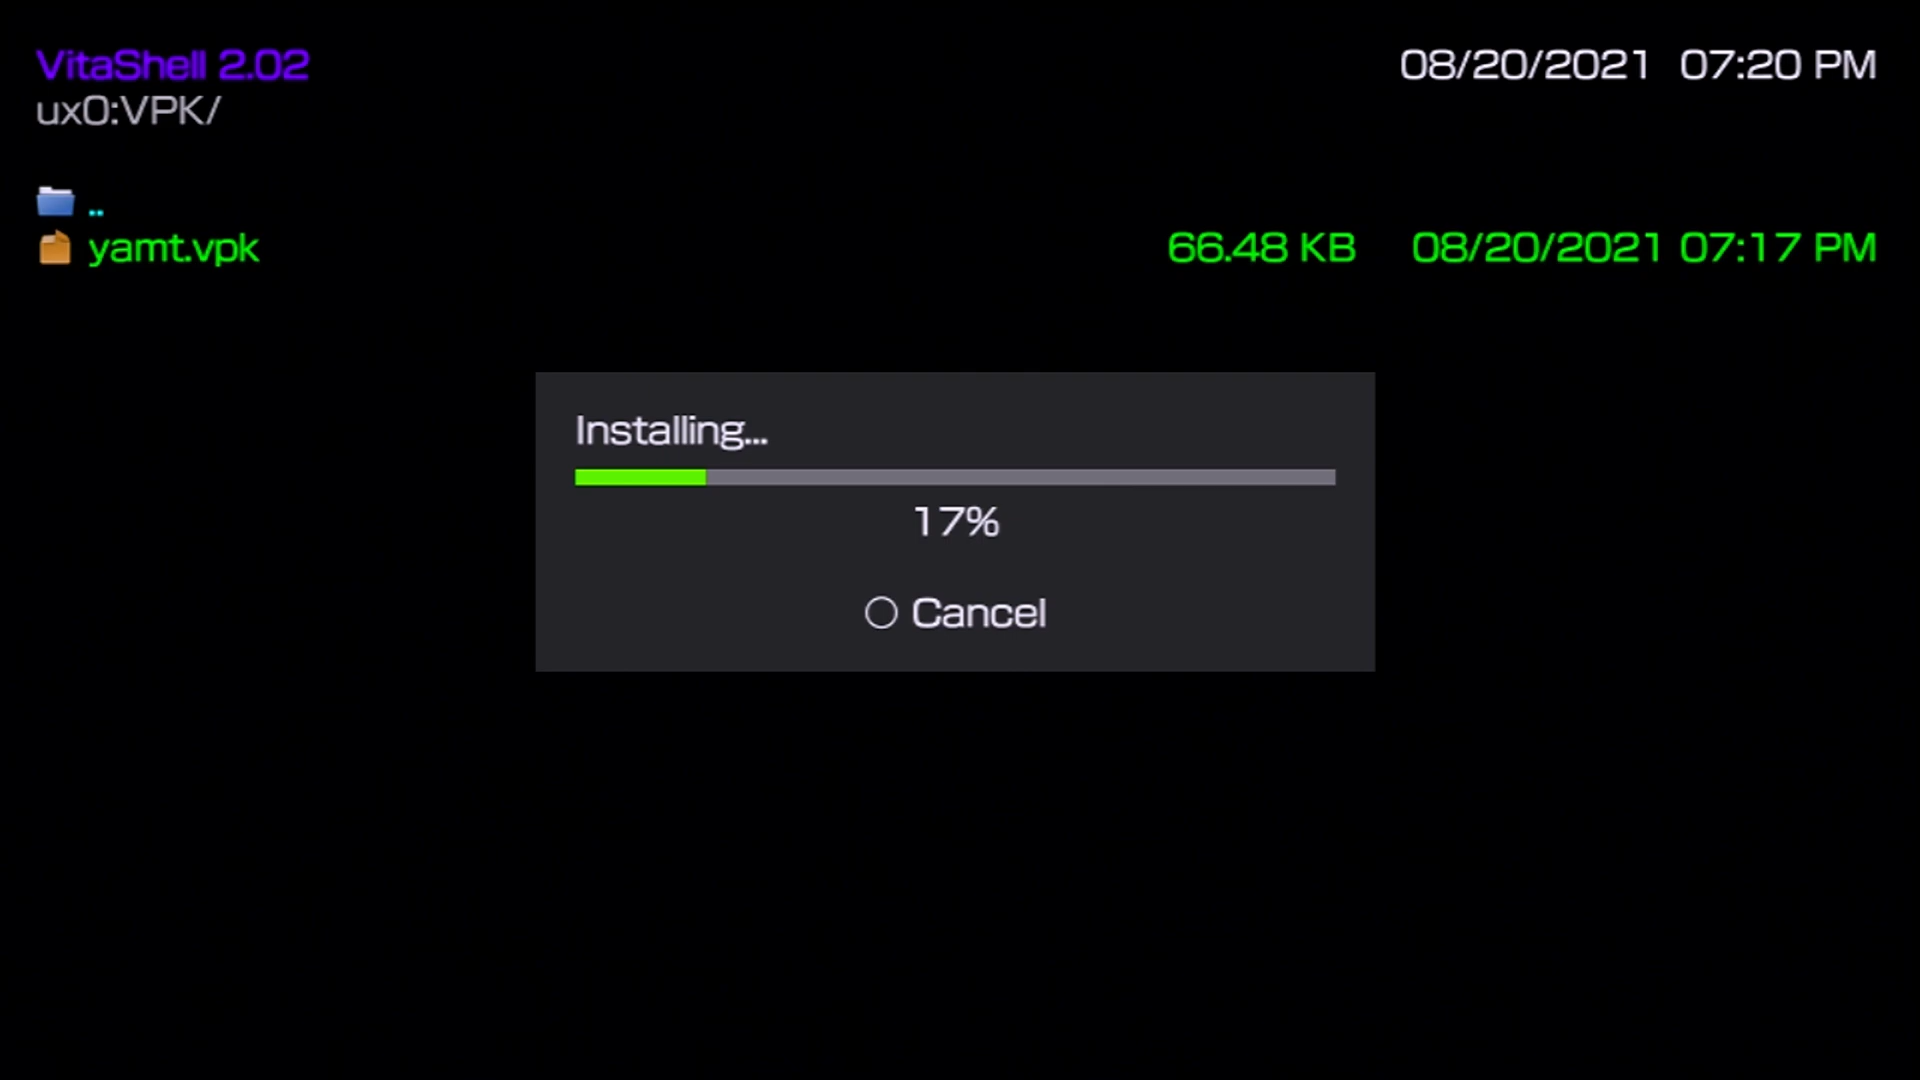 VitaShell 2.02 08/20/2021 07:20 PM
ux0:VPK/
..
yamt.vpk 66.48 KB 08/20/2021 07:17 PM
Installing...
17%
Cancel